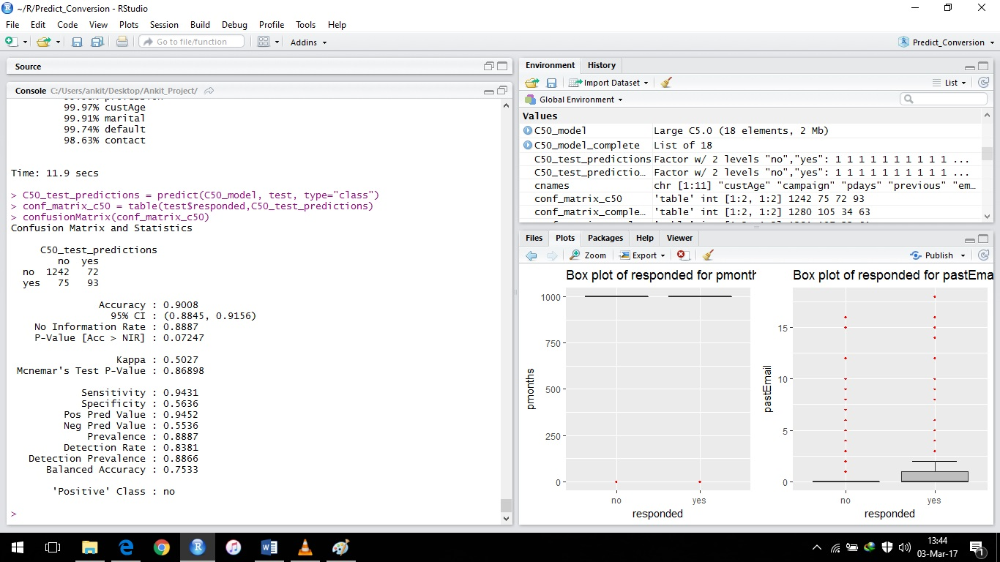 ~/R/Predict_Conversion - RStudio
File Edit Code View Plots Session Build Debug Profile Tools Help
Go to file/function Addins Predict_Conversion
Source
Console C:/Users/ankit/Desktop/Ankit_Project/
99.97% custAge
99.91% marital
99.74% default
98.63% contact
Time: 11.9 secs
> C50_test_predictions = predict(C50_model, test, type="class")
> conf_matrix_c50 = table(test$responded,C50_test_predictions)
> confusionMatrix(conf_matrix_c50)
Confusion Matrix and Statistics
C50_test_predictions
no yes
no 1242 72
yes 75 93
Accuracy : 0.9008
95% CI : (0.8845, 0.9156)
No Information Rate : 0.8887
P-Value [Acc > NIR] : 0.07247
Kappa : 0.5027
Mcnemar's Test P-Value : 0.86898
Sensitivity : 0.9431
Specificity : 0.5636
Pos Pred Value : 0.9452
Neg Pred Value : 0.5536
Prevalence : 0.8887
Detection Rate : 0.8381
Detection Prevalence : 0.8866
Balanced Accuracy : 0.7533
'Positive' Class : no
>
Environment History
Import Dataset List
Global Environment
Values
C50_model Large C5.0 (18 elements, 2 Mb)
C50_model_complete List of 18
C50_test_predictions Factor w/ 2 levels "no","yes": 1 1 1 1 1 1 1 1 1 1 ...
C50_test_predictio… Factor w/ 2 levels "no","yes": 1 1 1 1 1 1 1 1 1 1 ...
cnames chr [1:11] "custAge" "campaign" "pdays" "previous" "em…
conf_matrix_c50 'table' int [1:2, 1:2] 1242 75 72 93
conf_matrix_comple… 'table' int [1:2, 1:2] 1280 105 34 63
Files Plots Packages Help Viewer
Zoom Export Publish
Box plot of responded for pmonth
1000
750
500
250
0
pmonths
no yes
responded
Box plot of responded for pastEma
15
10
5
0
pastEmail
no yes
responded
13:44
03-Mar-17
1